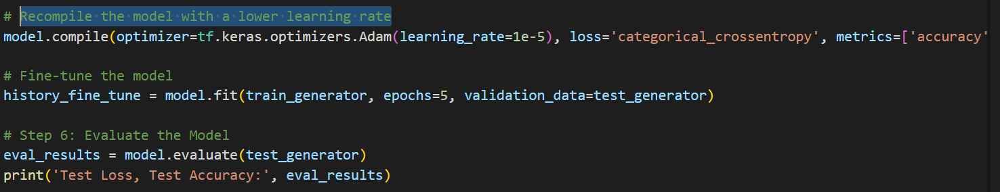 # Recompile the model with a lower learning rate
model.compile(optimizer=tf.keras.optimizers.Adam(learning_rate=1e-5), loss='categorical_crossentropy', metrics=['accuracy'
# Fine-tune the model
history_fine_tune = model.fit(train_generator, epochs=5, validation_data=test_generator)
# Step 6: Evaluate the Model
eval_results = model.evaluate(test_generator)
print('Test Loss, Test Accuracy:', eval_results)